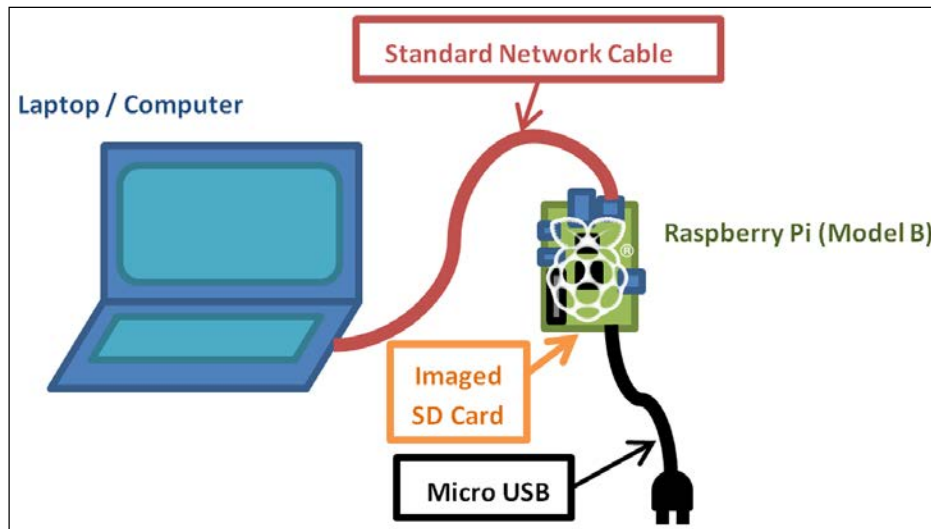 Standard Network Cable
Laptop / Computer
Raspberry Pi (Model B)
®
Imaged
SD Card
Micro USB